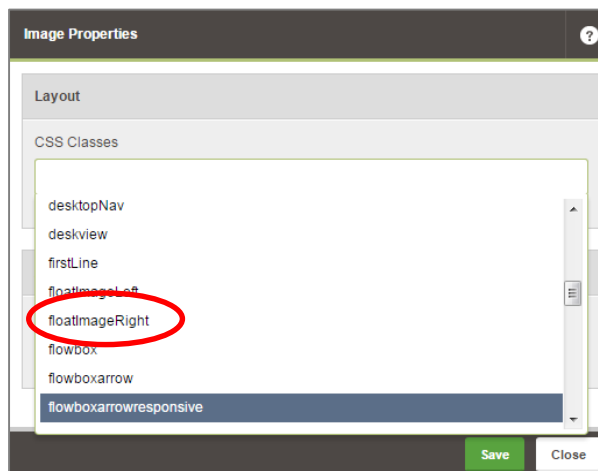 Image Properties
?
Layout
CSS Classes
desktopNav
deskview
firstLine
floatImageLeft
floatImageRight
flowbox
flowboxarrow
flowboxarrowresponsive
Save
Close